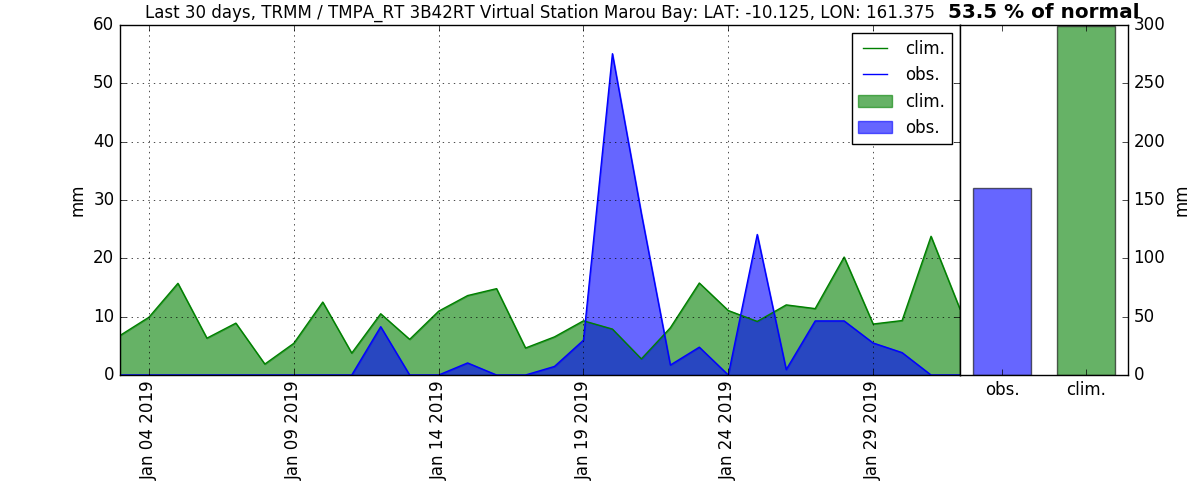 Last 30 days, TRMM / TMPA_RT 3B42RT Virtual Station Marou Bay: LAT: -10.125, LON: 161.375 53.5 % of normal
60
50
40
30
20
10
0
mm
clim.
obs.
clim.
obs.
300
250
200
150
100
50
0
mm
obs. clim.
Jan 04 2019
Jan 09 2019
Jan 14 2019
Jan 19 2019
Jan 24 2019
Jan 29 2019